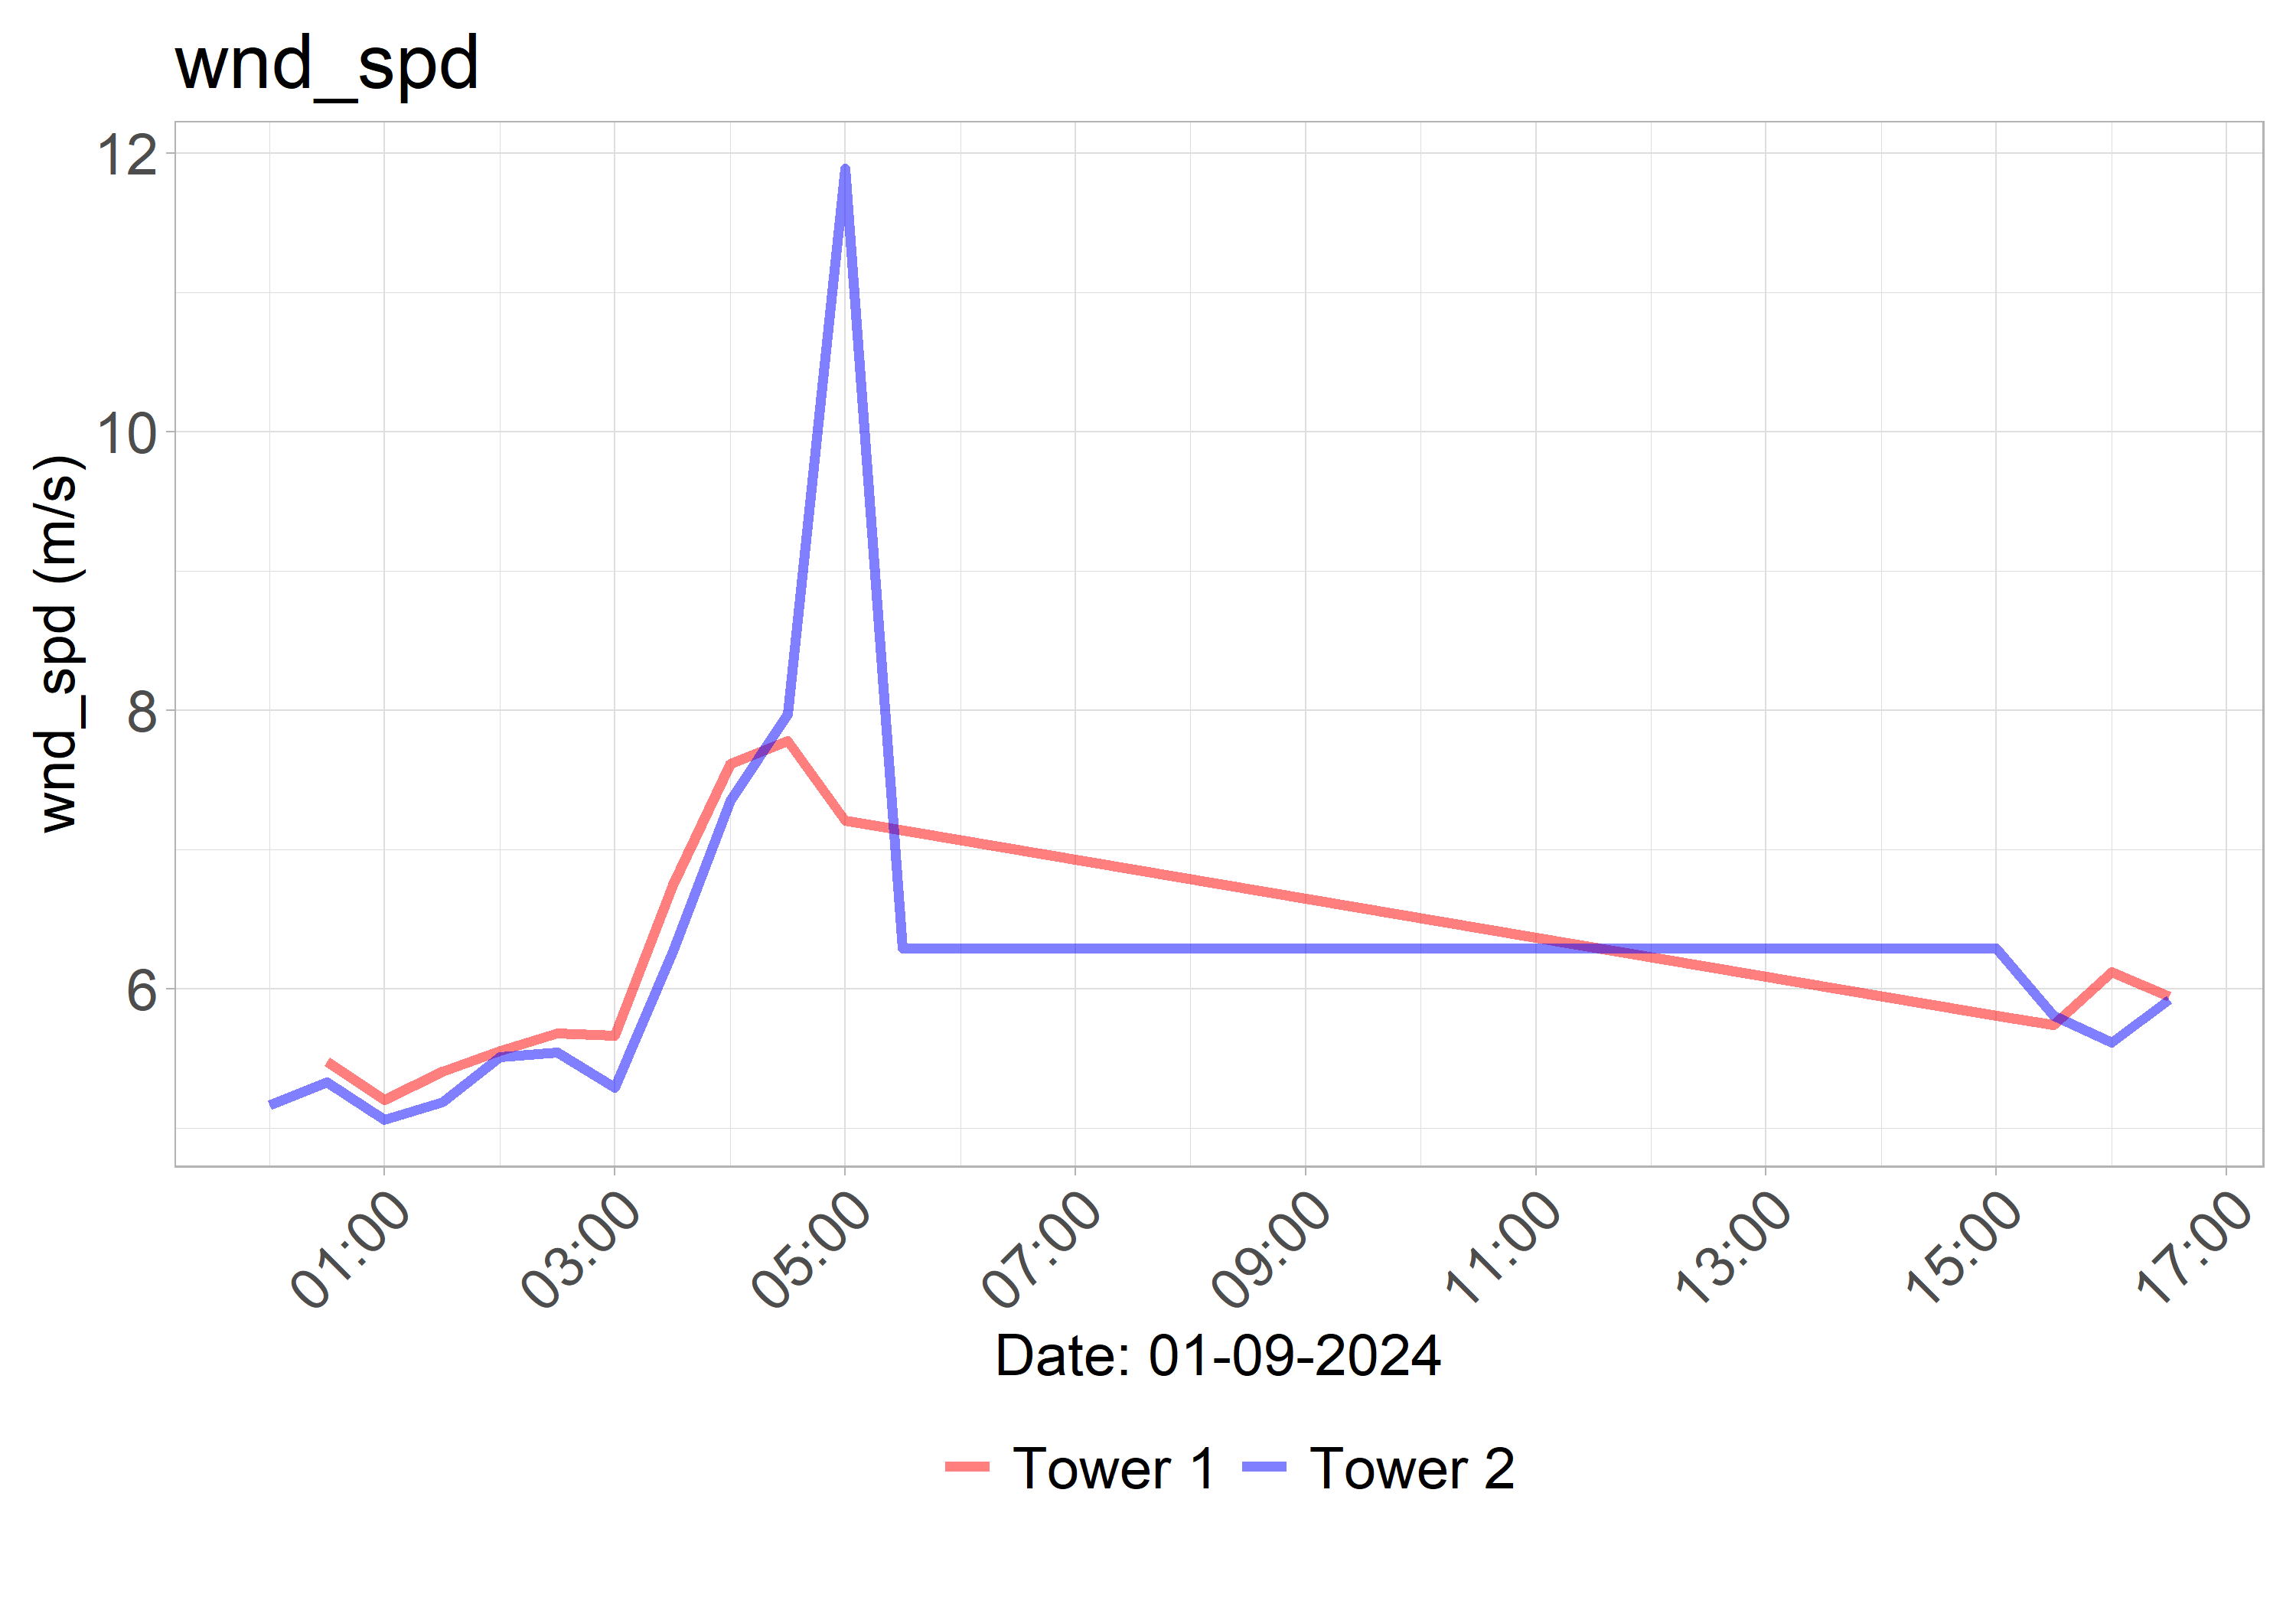 wnd_spd
wnd_spd (m/s)
12
10
8
6
01:00 03:00 05:00 07:00 09:00 11:00 13:00 15:00 17:00
Date: 01-09-2024
Tower 1 Tower 2